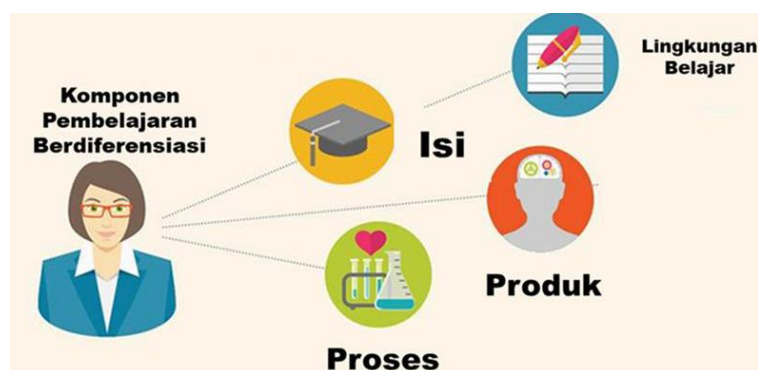 Komponen
Pembelajaran
Berdiferensiasi
Isi
Lingkungan
Belajar
Produk
Proses